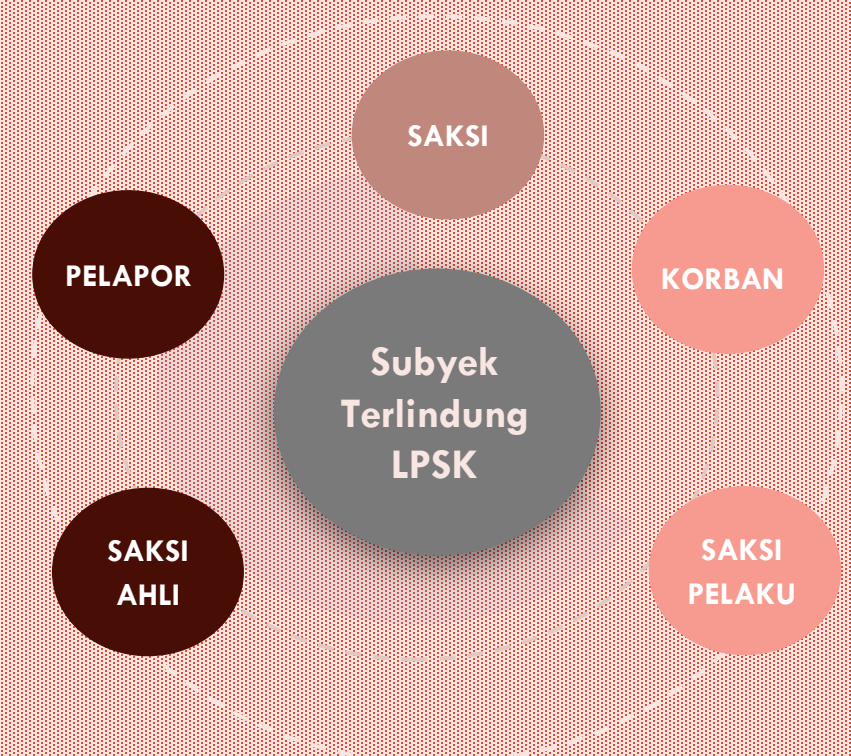 SAKSI
PELAPOR
KORBAN
Subyek
Terlindung
LPSK
SAKSI
AHLI
SAKSI
PELAKU